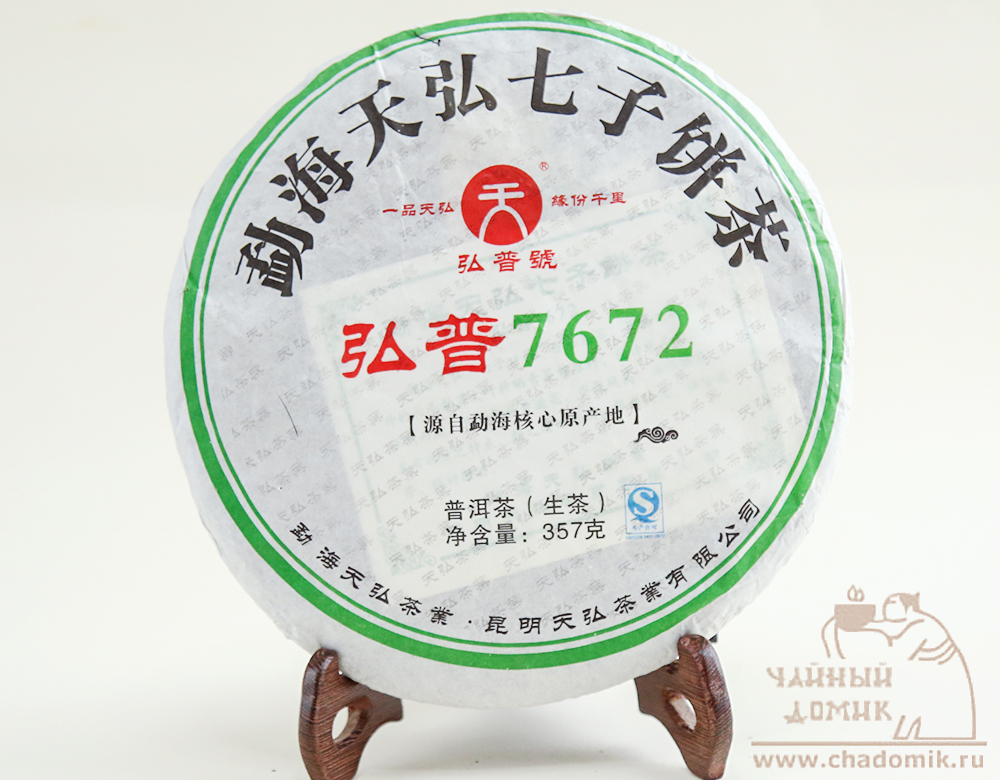 勐海天弘七子饼茶
天
®
一品天弘
緣份千里
弘普號
弘普7672
【源自勐海核心原产地】
普洱茶（生茶）
净含量：357克
S
勐海天弘茶業·昆明天弘茶業有限公司
ЧАЙНЫЙ
ДОМИК
www.chadomik.ru